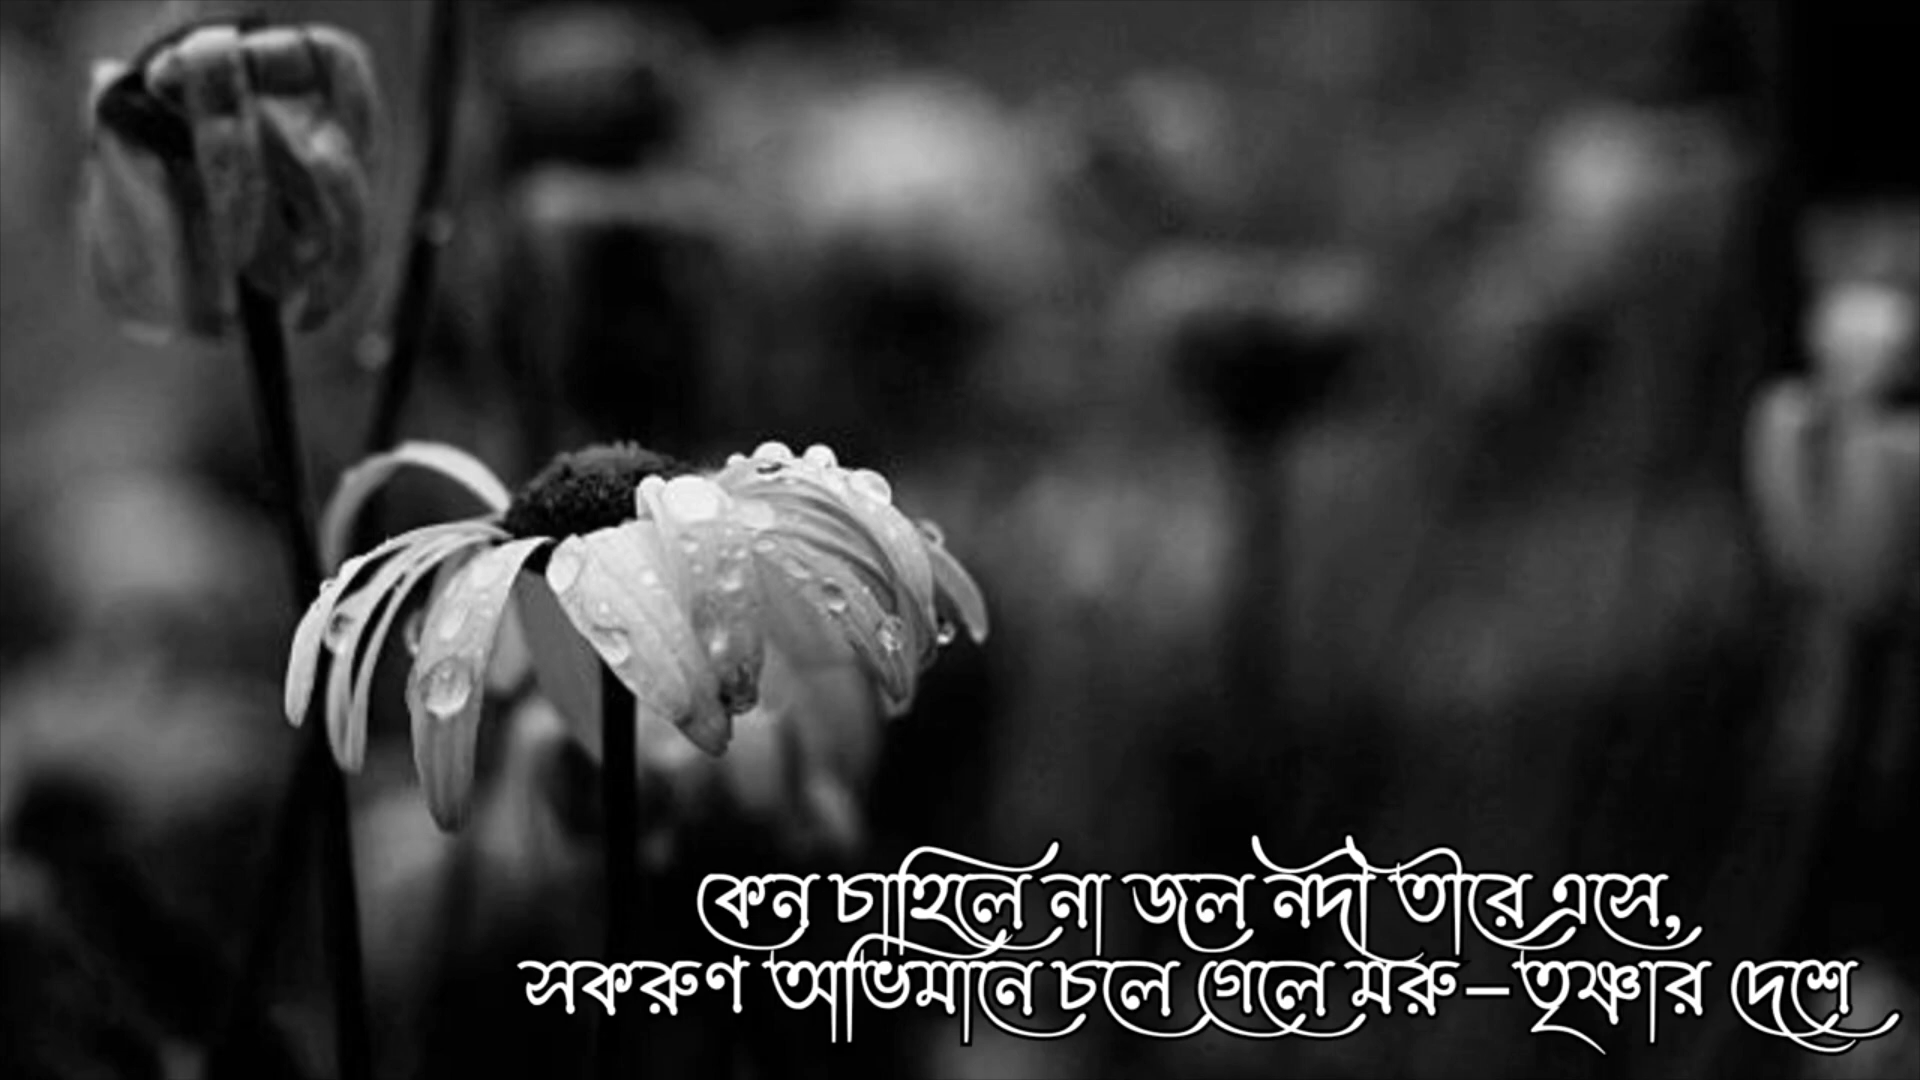 কেন চাহিলে না জল নদী তীরে এসে,
সকরুণ অভিমানে চলে গেলে মরু–তৃষ্ণার দেশে